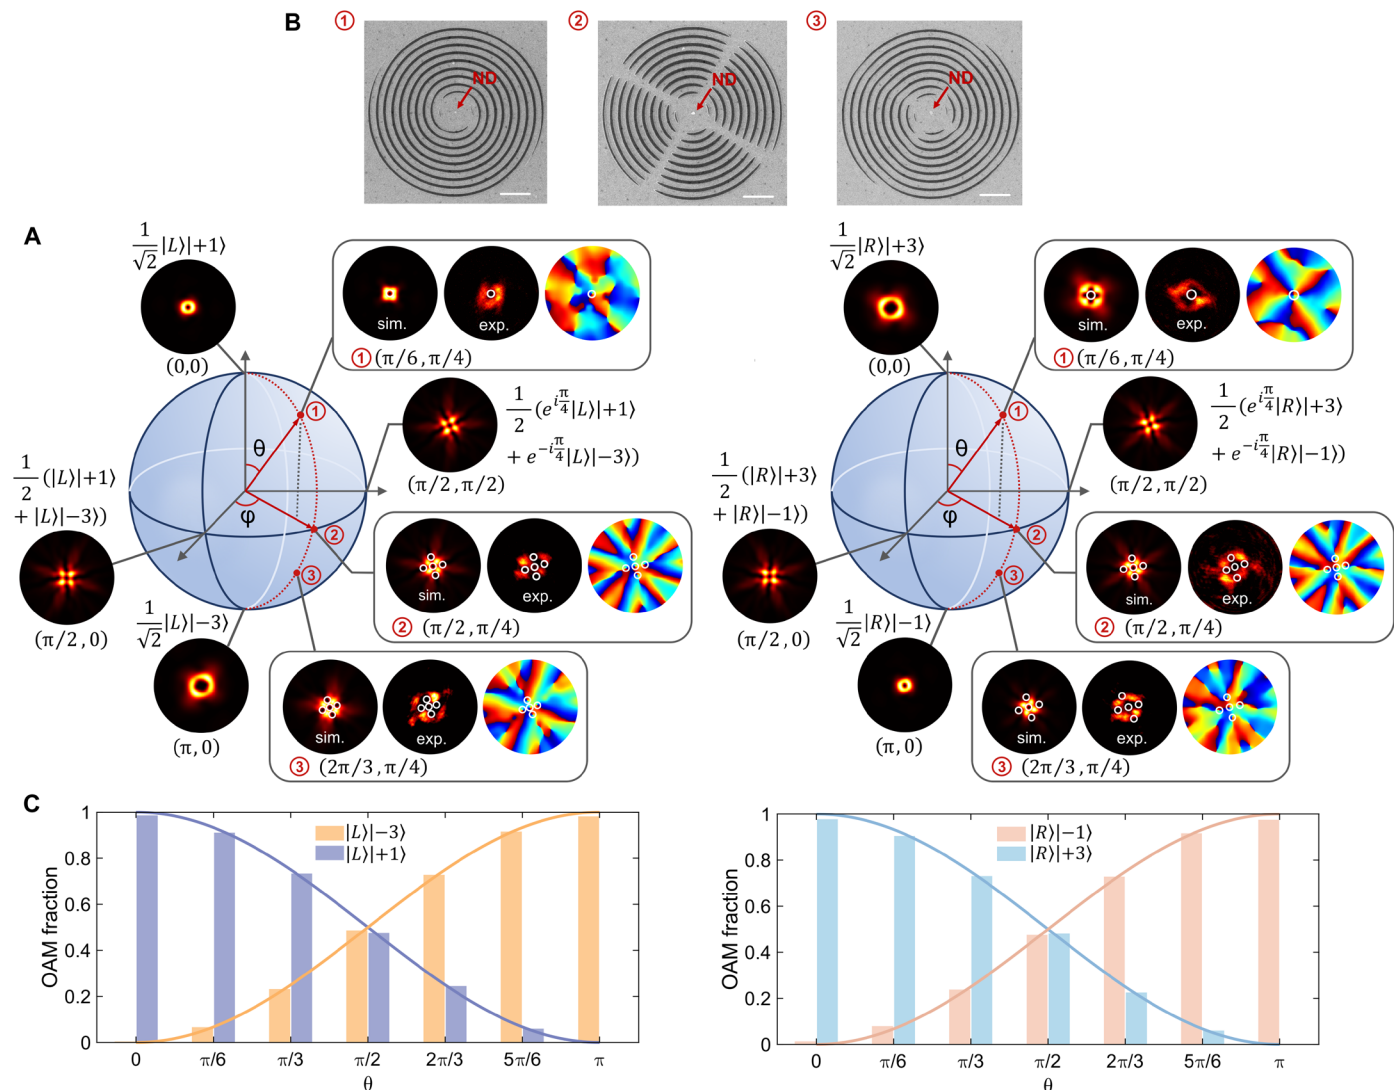 B
①
②
③
ND
ND
ND
A
1/√2 |L⟩|+1⟩
(0,0)
sim.
exp.
① (π/6, π/4)
1/2 (e^{iπ/4}|L⟩|+1⟩
+ e^{-iπ/4}|L⟩|−3⟩)
(π/2, π/2)
θ
φ
①
②
③
1/2 (|L⟩|+1⟩
+ |L⟩|−3⟩)
(π/2, 0)
sim.
exp.
② (π/2, π/4)
1/√2 |L⟩|−3⟩
(π, 0)
sim.
exp.
③ (2π/3, π/4)
1/√2 |R⟩|+3⟩
(0,0)
sim.
exp.
① (π/6, π/4)
1/2 (e^{iπ/4}|R⟩|+3⟩
+ e^{-iπ/4}|R⟩|−1⟩)
(π/2, π/2)
θ
φ
①
②
③
1/2 (|R⟩|+3⟩
+ |R⟩|−1⟩)
(π/2, 0)
sim.
exp.
② (π/2, π/4)
1/√2 |R⟩|−1⟩
(π, 0)
sim.
exp.
③ (2π/3, π/4)
C
OAM fraction
1
0.8
0.6
0.4
0.2
0
|L⟩|−3⟩
|L⟩|+1⟩
0 π/6 π/3 π/2 2π/3 5π/6 π
θ
OAM fraction
1
0.8
0.6
0.4
0.2
0
|R⟩|−1⟩
|R⟩|+3⟩
0 π/6 π/3 π/2 2π/3 5π/6 π
θ